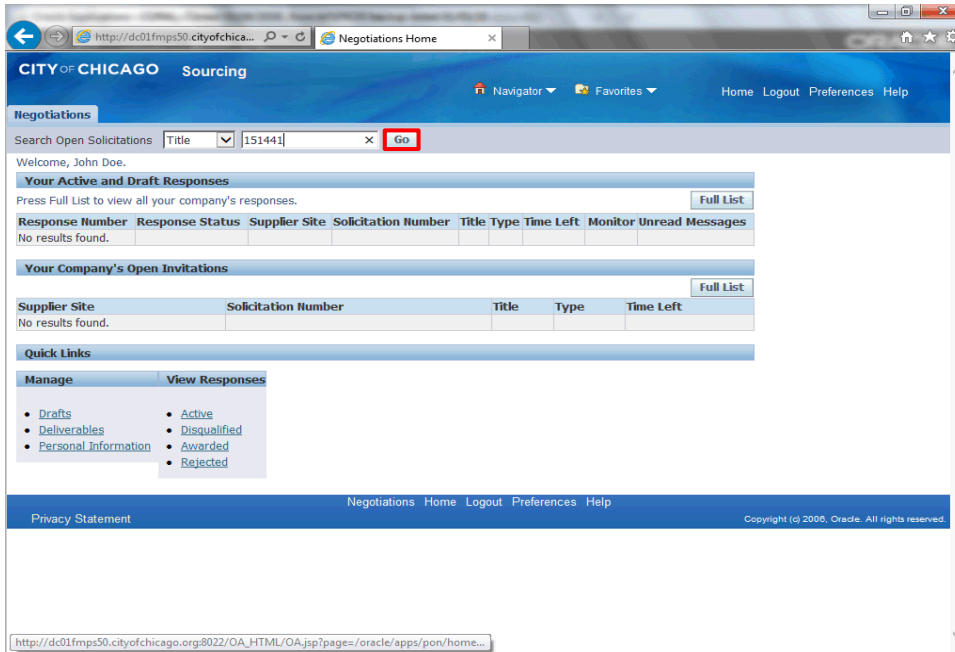 http://dc01fmps50.cityofchica...
Negotiations Home
CITY OF CHICAGO Sourcing
Navigator Favorites Home Logout Preferences Help
Negotiations
Search Open Solicitations Title 151441 Go
Welcome, John Doe.
Your Active and Draft Responses
Press Full List to view all your company's responses. Full List
Response Number Response Status Supplier Site Solicitation Number Title Type Time Left Monitor Unread Messages
No results found.
Your Company's Open Invitations
Full List
Supplier Site Solicitation Number Title Type Time Left
No results found.
Quick Links
Manage View Responses
Drafts Active
Deliverables Disqualified
Personal Information Awarded
Rejected
Negotiations Home Logout Preferences Help
Privacy Statement Copyright (c) 2006, Oracle. All rights reserved.
http://dc01fmps50.cityofchicago.org:8022/OA_HTML/OA.jsp?page=/oracle/apps/pon/home...